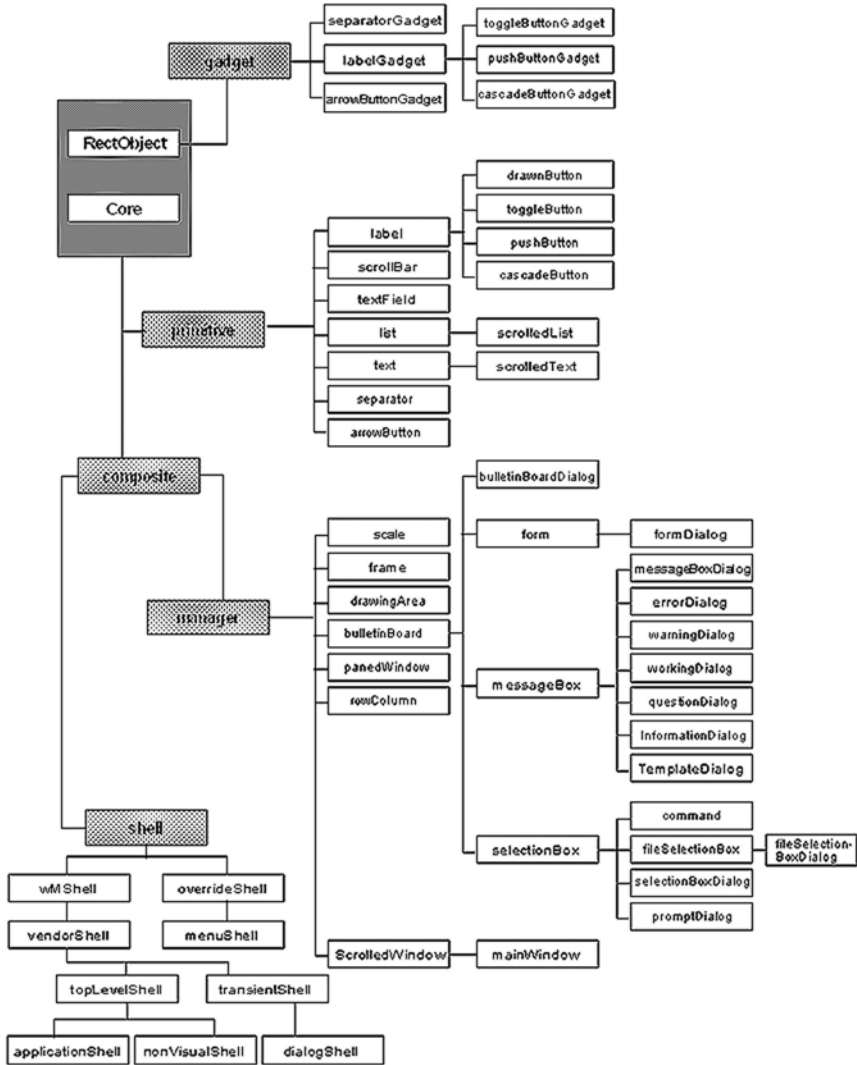 separatorGadget
toggleButtonGadget
gadget
labelGadget
pushButtonGadget
arrowButtonGadget
cascadeButtonGadget
RectObject
Core
drawnButton
toggleButton
label
pushButton
scrollBar
cascadeButton
textField
primitive
list
scrolledList
text
scrolledText
separator
arrowButton
composite
bulletinBoardDialog
scale
form
formDialog
frame
messageBoxDialog
manager
drawingArea
errorDialog
bulletinBoard
warningDialog
panedWindow
messageBox
workingDialog
rowColumn
questionDialog
InformationDialog
TemplateDialog
shell
command
selectionBox
fileSelectionBox
fileSelection-
BoxDialog
wMShell
overrideShell
selectionBoxDialog
promptDialog
vendorShell
menuShell
ScrolledWindow
mainWindow
topLevelShell
transientShell
applicationShell
nonVisualShell
dialogShell